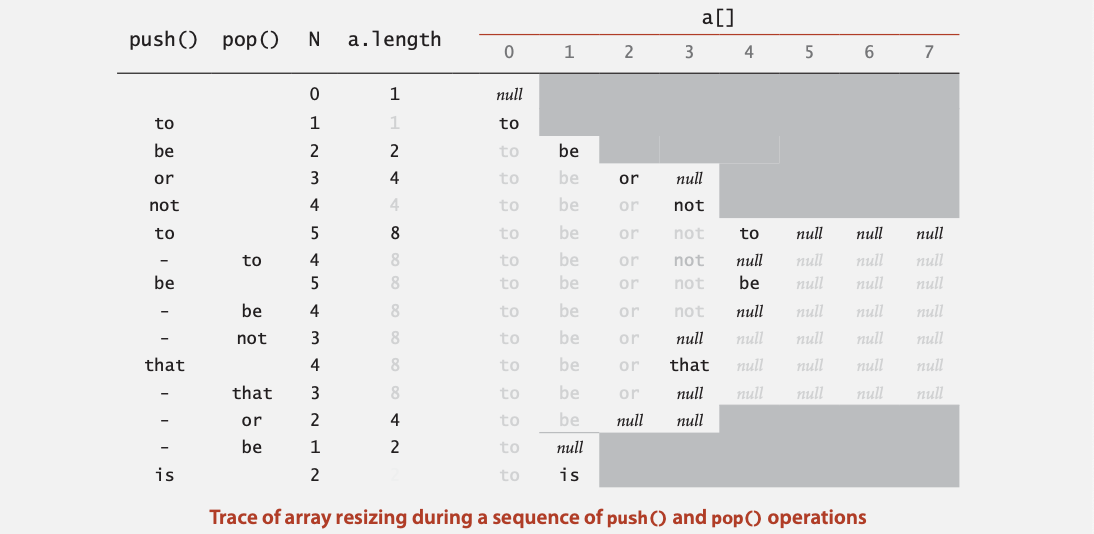 a[]
push() pop() N a.length
0 1 2 3 4 5 6 7
0 1 null
to 1 1 to
be 2 2 to be
or 3 4 to be or null
not 4 4 to be or not
to 5 8 to be or not to null null null
- to 4 8 to be or not null null null null
be 5 8 to be or not be null null null
- be 4 8 to be or not null null null null
- not 3 8 to be or null null null null null
that 4 8 to be or that null null null null
- that 3 8 to be or null null null null null
- or 2 4 to be null null
- be 1 2 to null
is 2 2 to is
Trace of array resizing during a sequence of push() and pop() operations